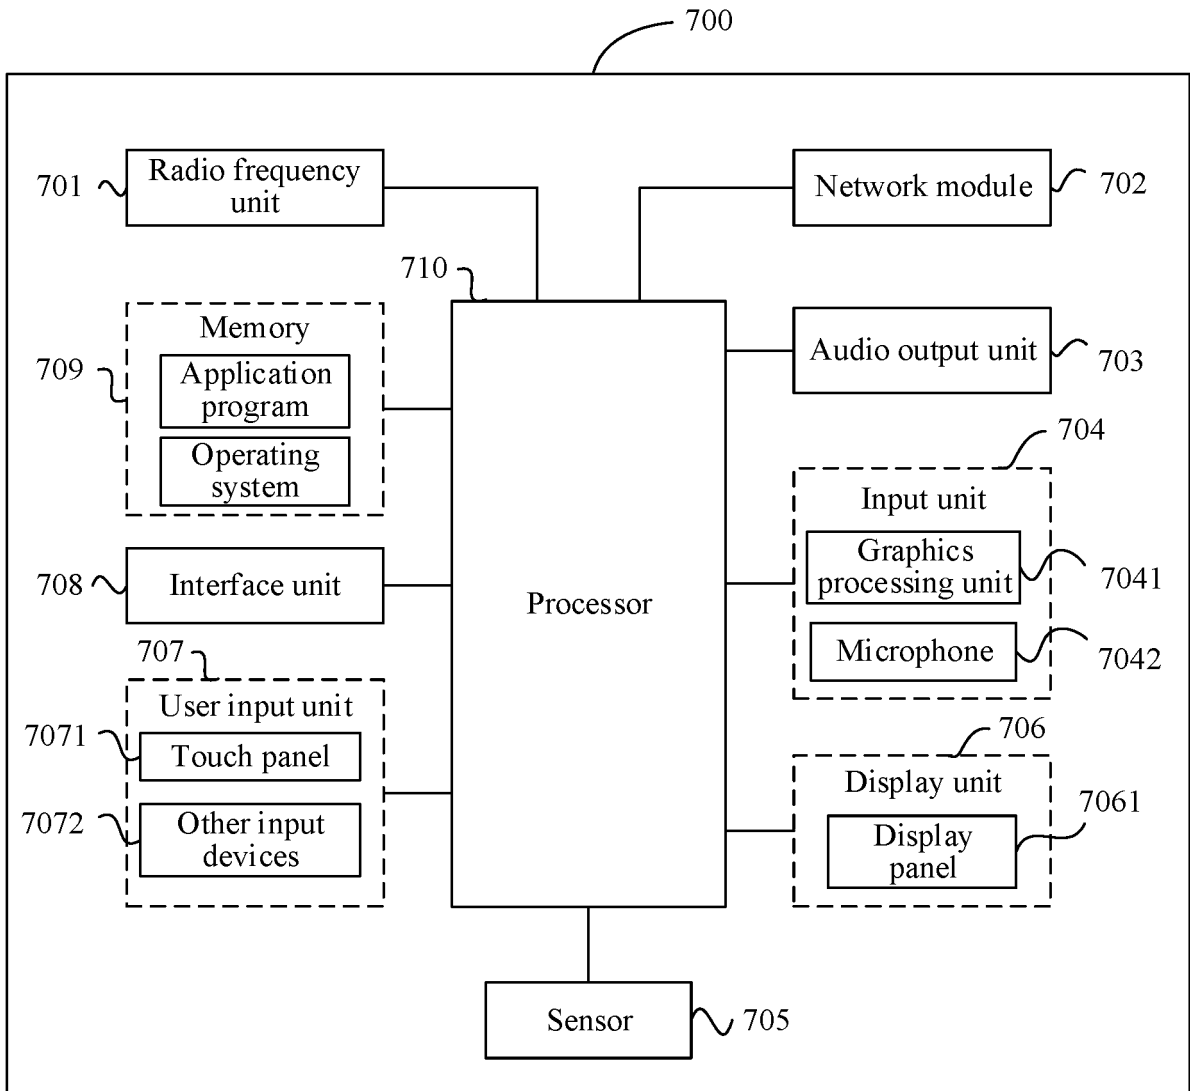 700
701
Radio frequency
unit
Network module
702
710
709
Memory
Application
program
Operating
system
Audio output unit
703
704
Input unit
Graphics
processing unit
7041
Microphone
7042
708
Interface unit
Processor
707
User input unit
7071
Touch panel
7072
Other input
devices
706
Display unit
7061
Display
panel
Sensor
705